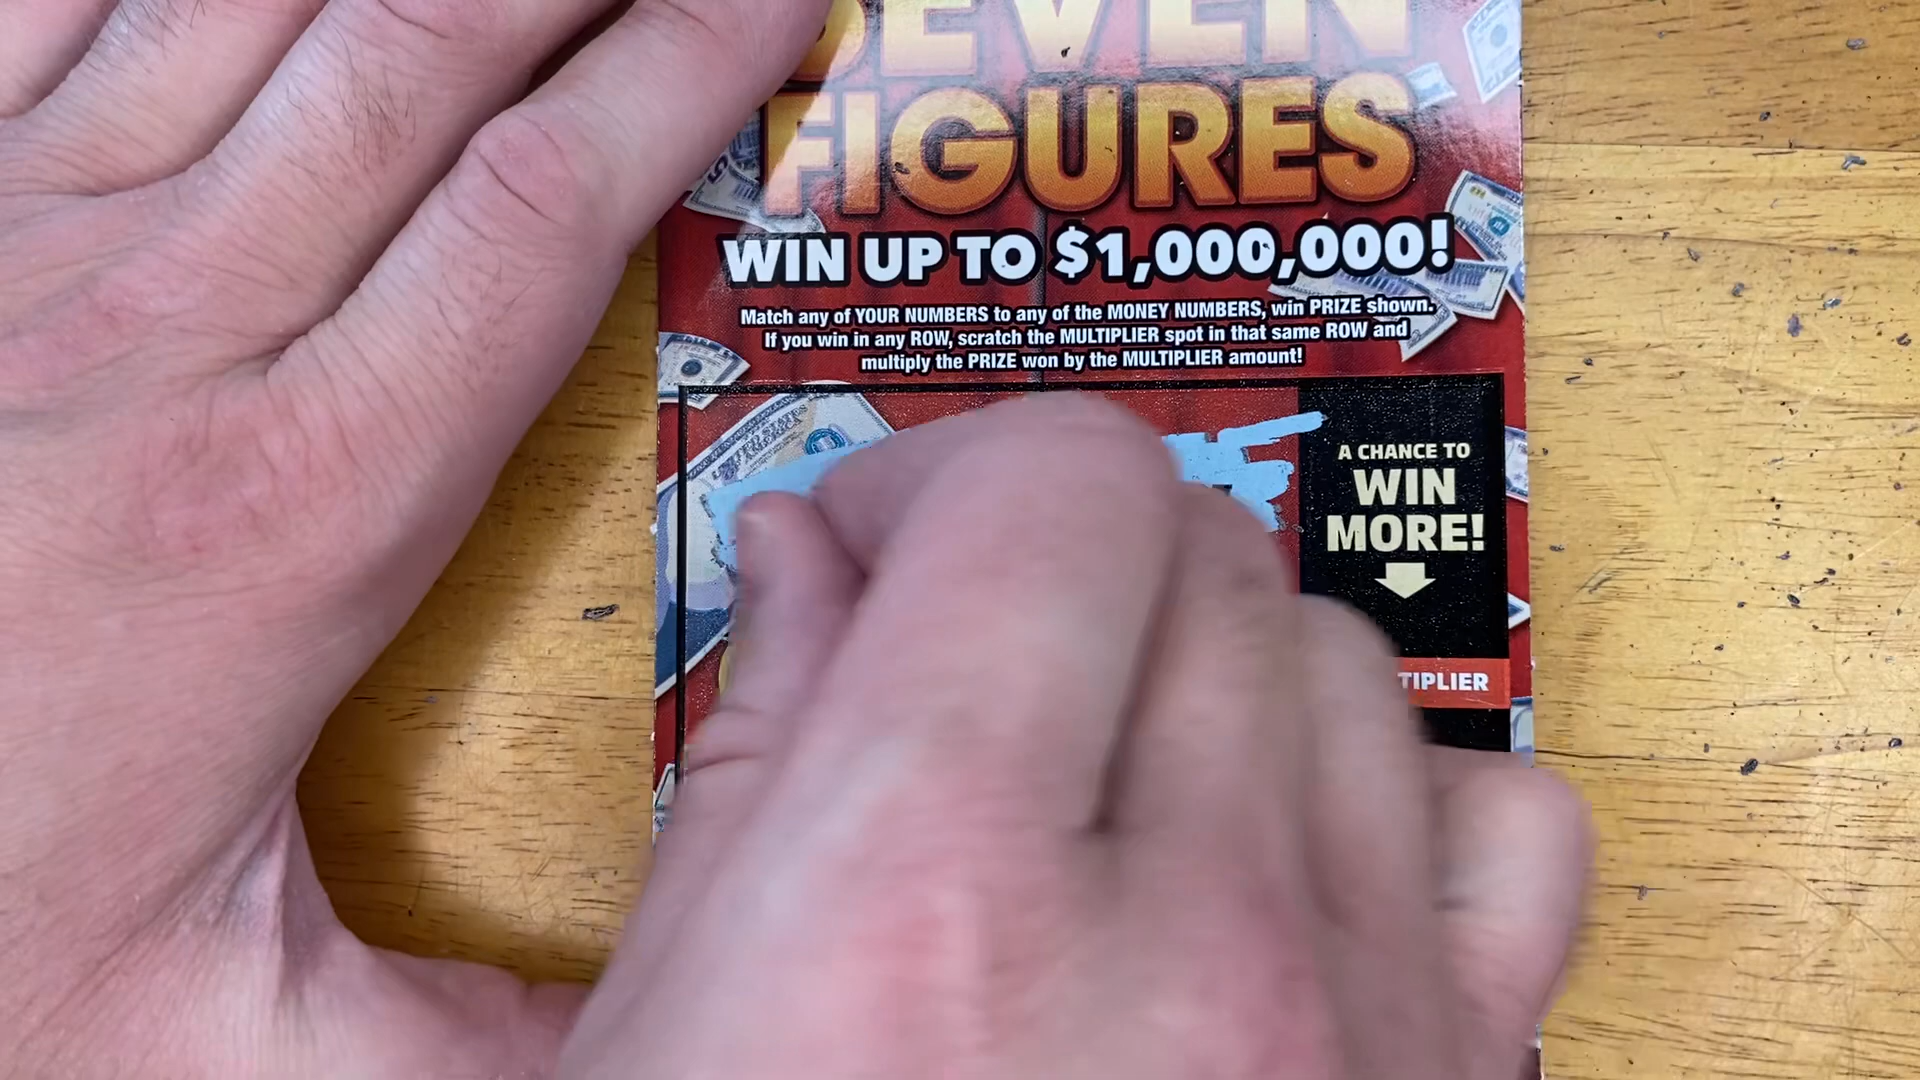 SEVEN
FIGURES
WIN UP TO $1,000,000!
Match any of YOUR NUMBERS to any of the MONEY NUMBERS, win PRIZE shown.
If you win in any ROW, scratch the MULTIPLIER spot in that same ROW and
multiply the PRIZE won by the MULTIPLIER amount!
A CHANCE TO
WIN
MORE!
TIPLIER